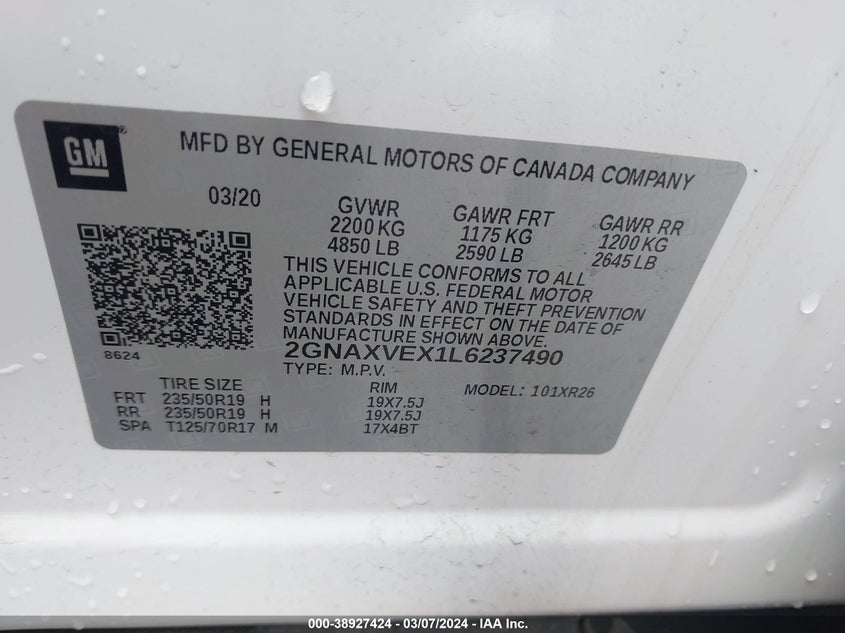 GM
MFD BY GENERAL MOTORS OF CANADA COMPANY
03/20
GVWR GAWR FRT GAWR RR
2200 KG 1175 KG 1200 KG
4850 LB 2590 LB 2645 LB
THIS VEHICLE CONFORMS TO ALL
APPLICABLE U.S. FEDERAL MOTOR
VEHICLE SAFETY AND THEFT PREVENTION
STANDARDS IN EFFECT ON THE DATE OF
MANUFACTURE SHOWN ABOVE.
8624
2GNAXVEX1L6237490
TYPE: M.P.V. MODEL: 101XR26
TIRE SIZE RIM
FRT 235/50R19 H 19X7.5J
RR 235/50R19 H 19X7.5J
SPA T125/70R17 M 17X4BT
000-38927424 - 03/07/2024 - IAA Inc.